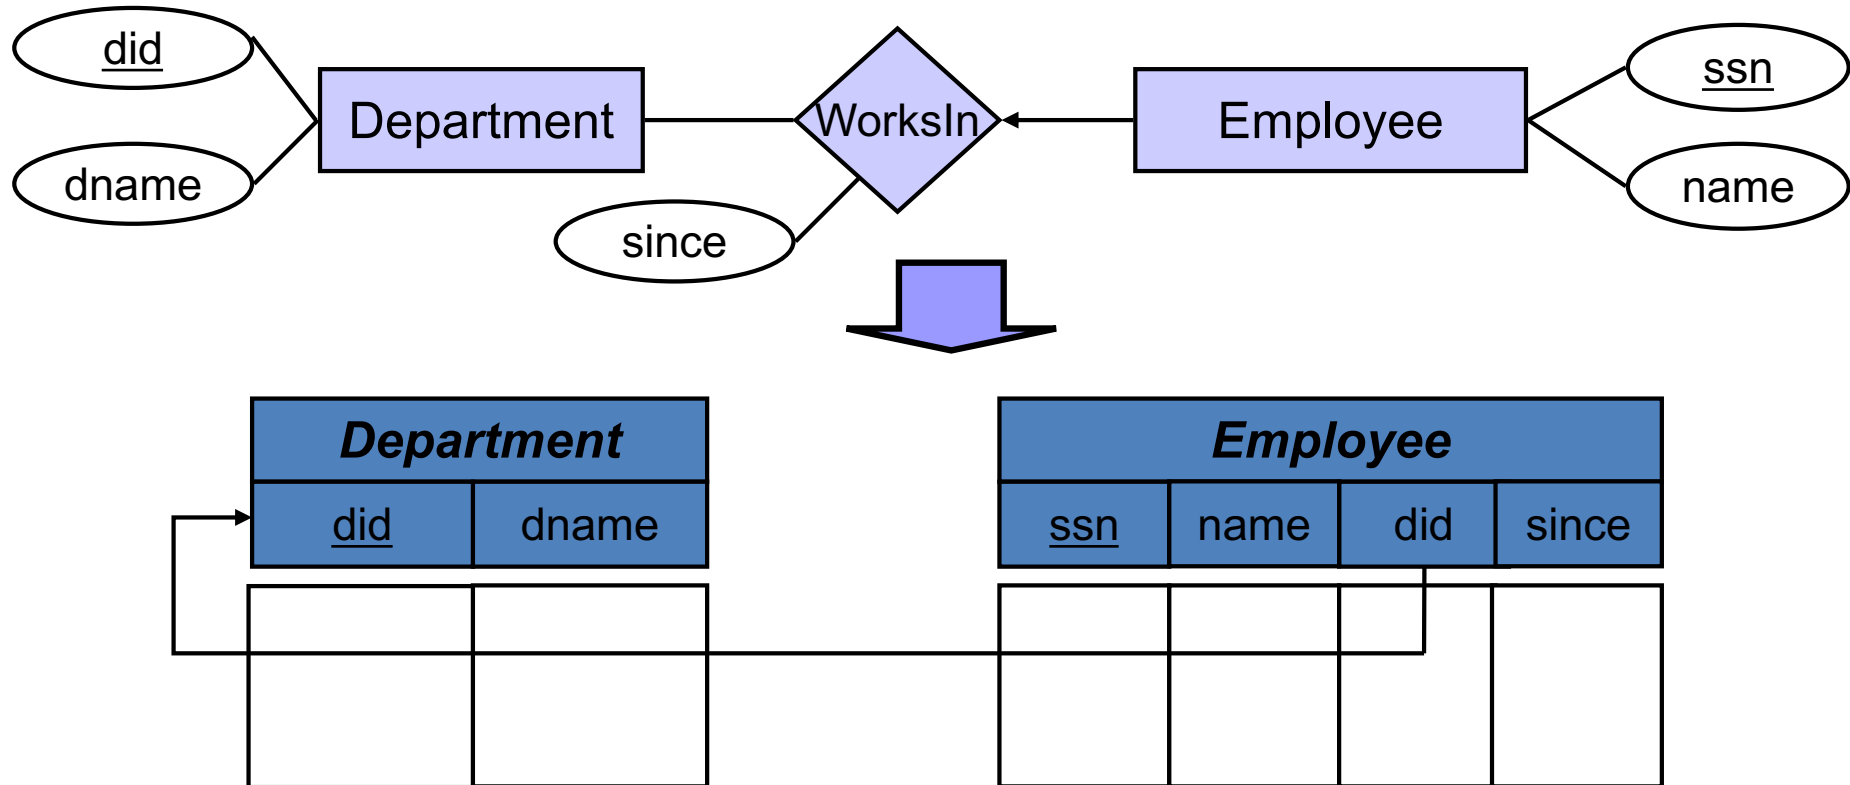 did
dname
Department
WorksIn
since
Employee
ssn
name
Department
did dname
Employee
ssn name did since